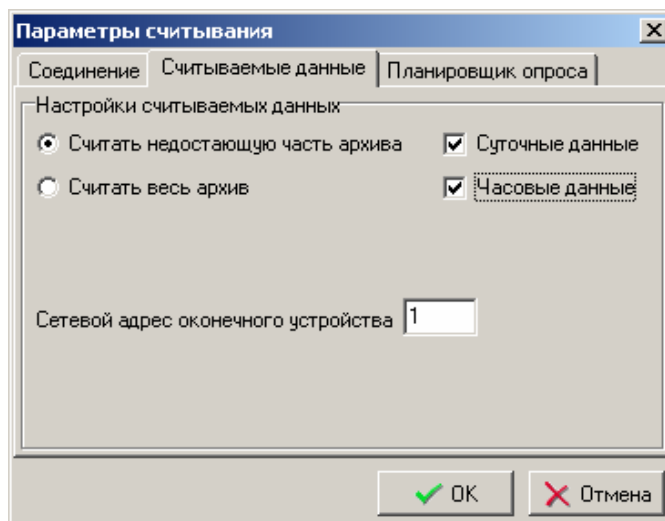 Параметры считывания
Соединение Считываемые данные Планировщик опроса
Настройки считываемых данных
Считать недостающую часть архива Суточные данные
Считать весь архив Часовые данные
Сетевой адрес оконечного устройства 1
OK Отмена